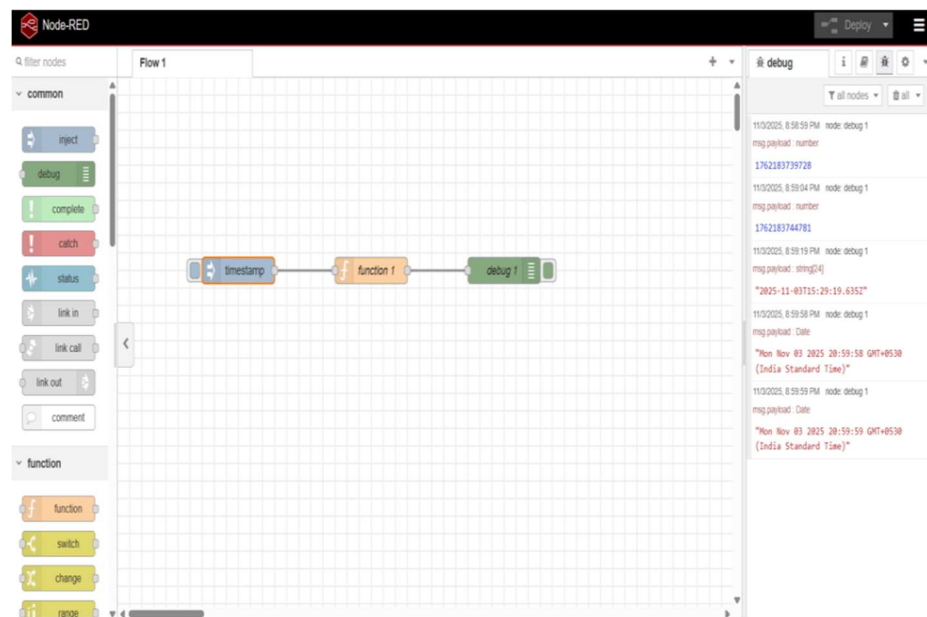 Node-RED
Deploy
filter nodes
Flow 1
debug
i
all nodes
all
common
inject
debug
complete
catch
status
link in
link call
link out
comment
function
function
switch
change
range
timestamp
function 1
debug 1
11/3/2025, 8:58:59 PM node: debug 1
msg.payload : number
1762183739728
11/3/2025, 8:59:04 PM node: debug 1
msg.payload : number
1762183744781
11/3/2025, 8:59:19 PM node: debug 1
msg.payload : string[24]
"2025-11-03T15:29:19.635Z"
11/3/2025, 8:59:58 PM node: debug 1
msg.payload : Date
"Mon Nov 03 2025 20:59:58 GMT+0530
(India Standard Time)"
11/3/2025, 8:59:59 PM node: debug 1
msg.payload : Date
"Mon Nov 03 2025 20:59:59 GMT+0530
(India Standard Time)"